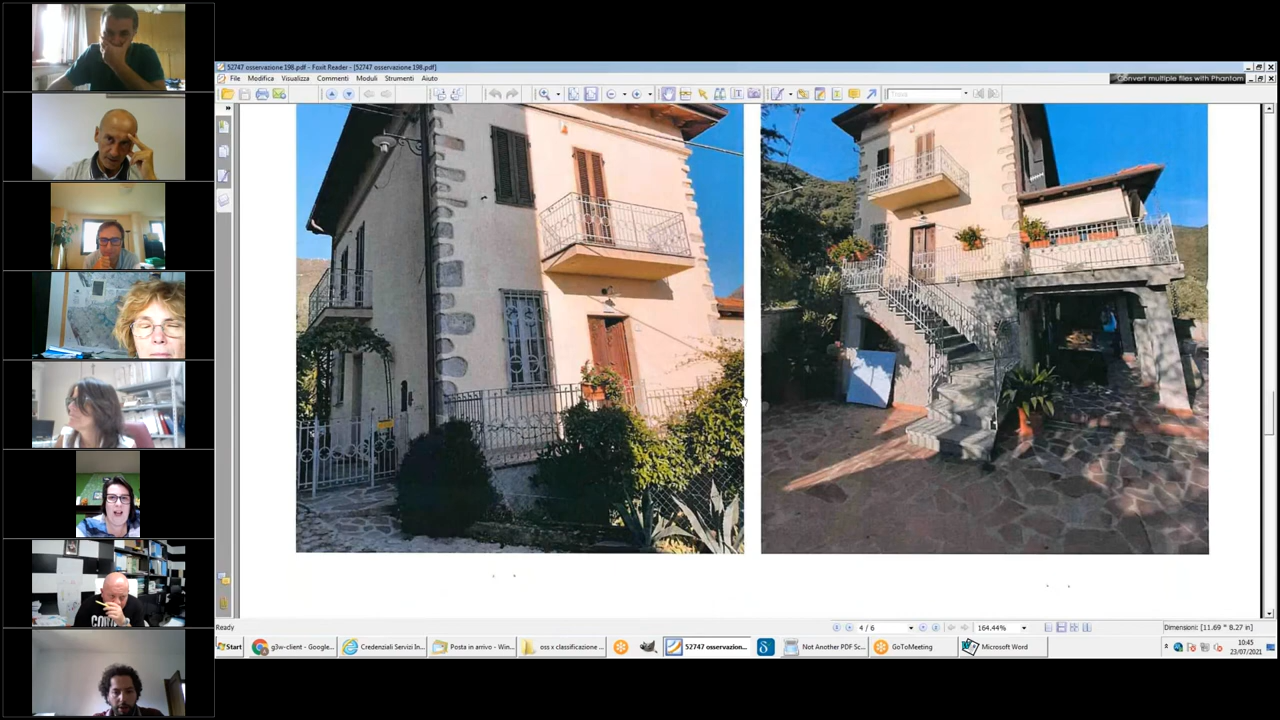 52747 osservazione 198.pdf - Foxit Reader - [52747 osservazione 198.pdf]
File Modifica Visualizza Commenti Moduli Strumenti Aiuto
Convert multiple files with Phantom
Trova
CON
Ready
4 / 6
164.44%
Dimensioni: [11.69 * 8.27 in]
Start
g3w-client - Google...
Credenziali Servizi In...
Posta in arrivo - Win...
oss x classificazione ...
52747 osservazion...
Not Another PDF Sc...
GoToMeeting
Microsoft Word
10:45
23/07/2021